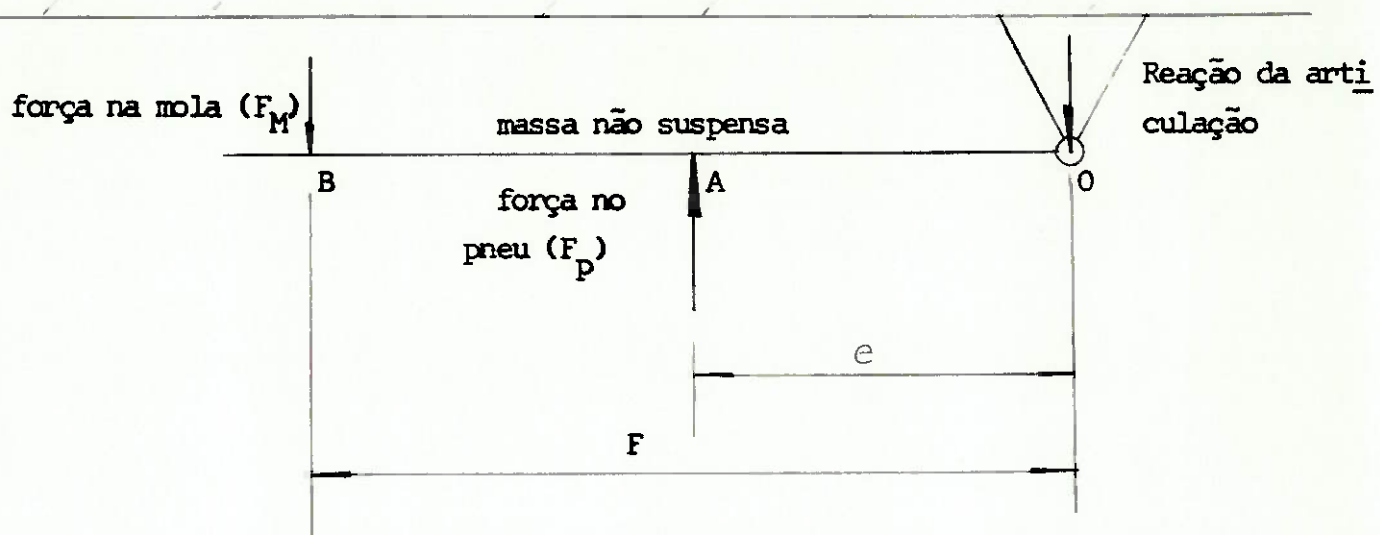 força na mola (F_M)
massa não suspensa
Reação da arti
culação
B
A
O
força no
pneu (F_p)
e
F